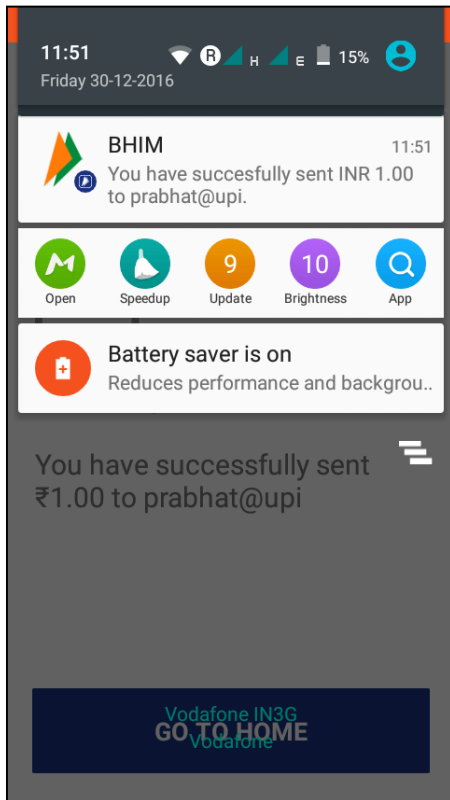 11:51
R H E 15%
Friday 30-12-2016
BHIM 11:51
You have succesfully sent INR 1.00
to prabhat@upi.
9 10
Open Speedup Update Brightness App
Battery saver is on
Reduces performance and backgrou..
You have successfully sent
₹1.00 to prabhat@upi
Vodafone IN3G
GO TO HOME
Vodafone